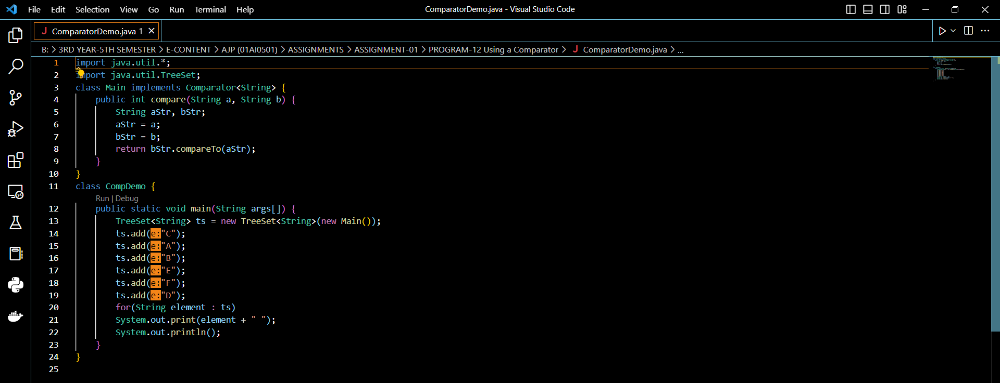 File Edit Selection View Go Run Terminal Help ComparatorDemo.java - Visual Studio Code
J ComparatorDemo.java 1
B: > 3RD YEAR-5TH SEMESTER > E-CONTENT > AJP (01AI0501) > ASSIGNMENTS > ASSIGNMENT-01 > PROGRAM-12 Using a Comparator > J ComparatorDemo.java > ...
1 import java.util.*;
2 import java.util.TreeSet;
3 class Main implements Comparator<String> {
4 public int compare(String a, String b) {
5 String aStr, bStr;
6 aStr = a;
7 bStr = b;
8 return bStr.compareTo(aStr);
9 }
10 }
11 class CompDemo {
Run | Debug
12 public static void main(String args[]) {
13 TreeSet<String> ts = new TreeSet<String>(new Main());
14 ts.add(e:"C");
15 ts.add(e:"A");
16 ts.add(e:"B");
17 ts.add(e:"E");
18 ts.add(e:"F");
19 ts.add(e:"D");
20 for(String element : ts)
21 System.out.print(element + " ");
22 System.out.println();
23 }
24 }
25